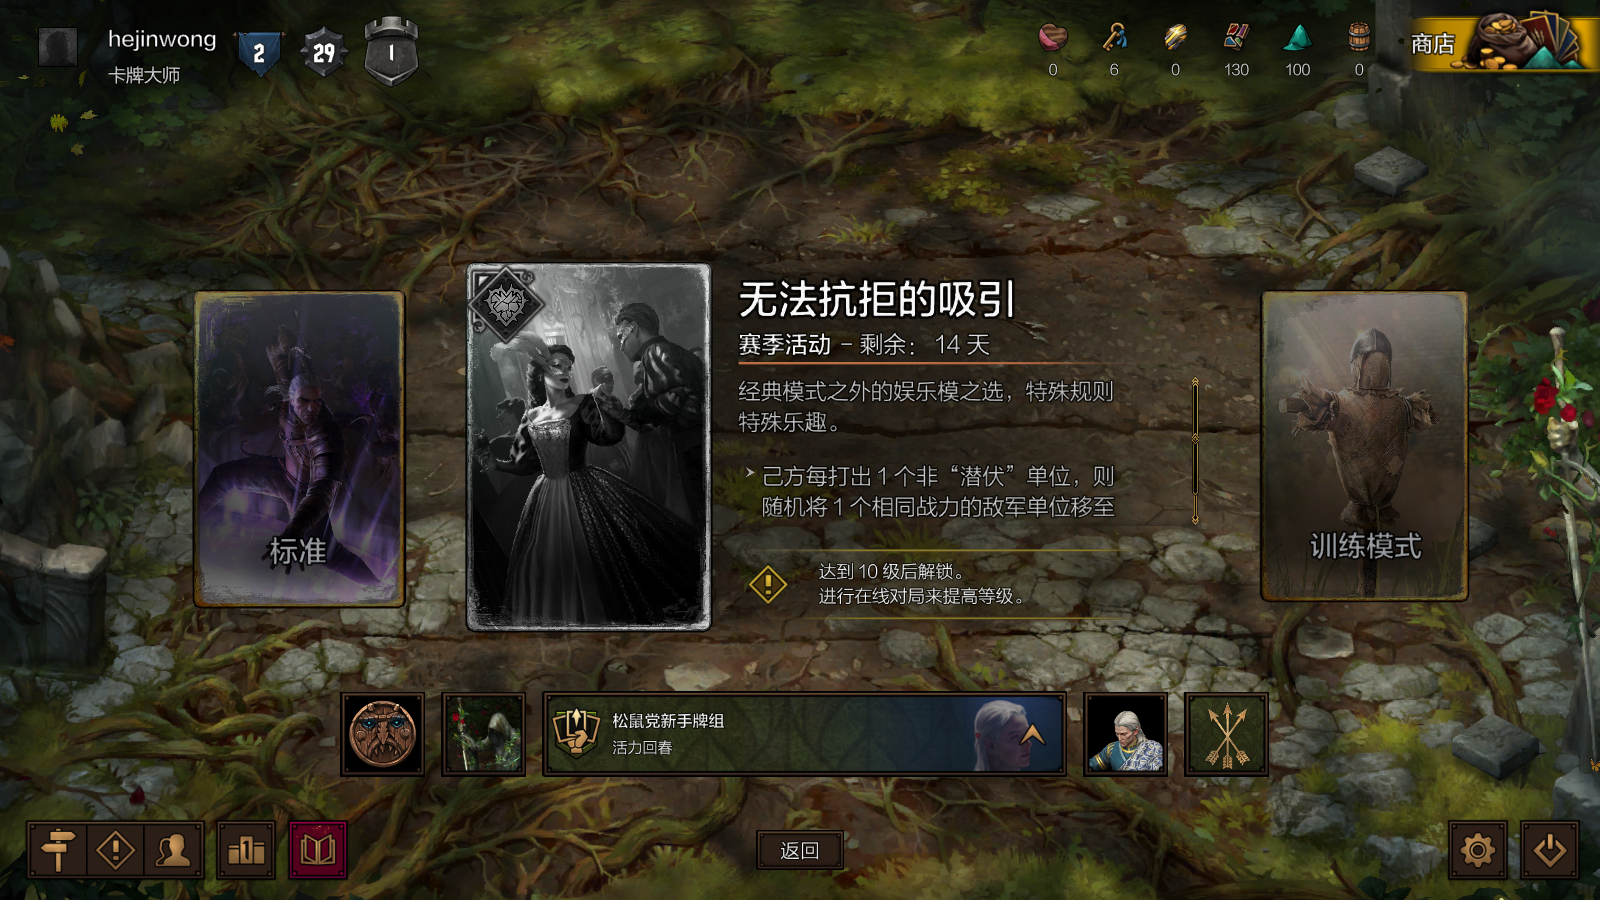 hejinwong
卡牌大师
2
29
1
0
6
0
130
100
0
商店
无法抗拒的吸引
赛季活动 – 剩余： 14 天
经典模式之外的娱乐模之选，特殊规则
特殊乐趣。
己方每打出 1 个非“潜伏”单位，则
随机将 1 个相同战力的敌军单位移至
达到 10 级后解锁。
进行在线对局来提高等级。
标准
训练模式
松鼠党新手牌组
活力回春
1
返回